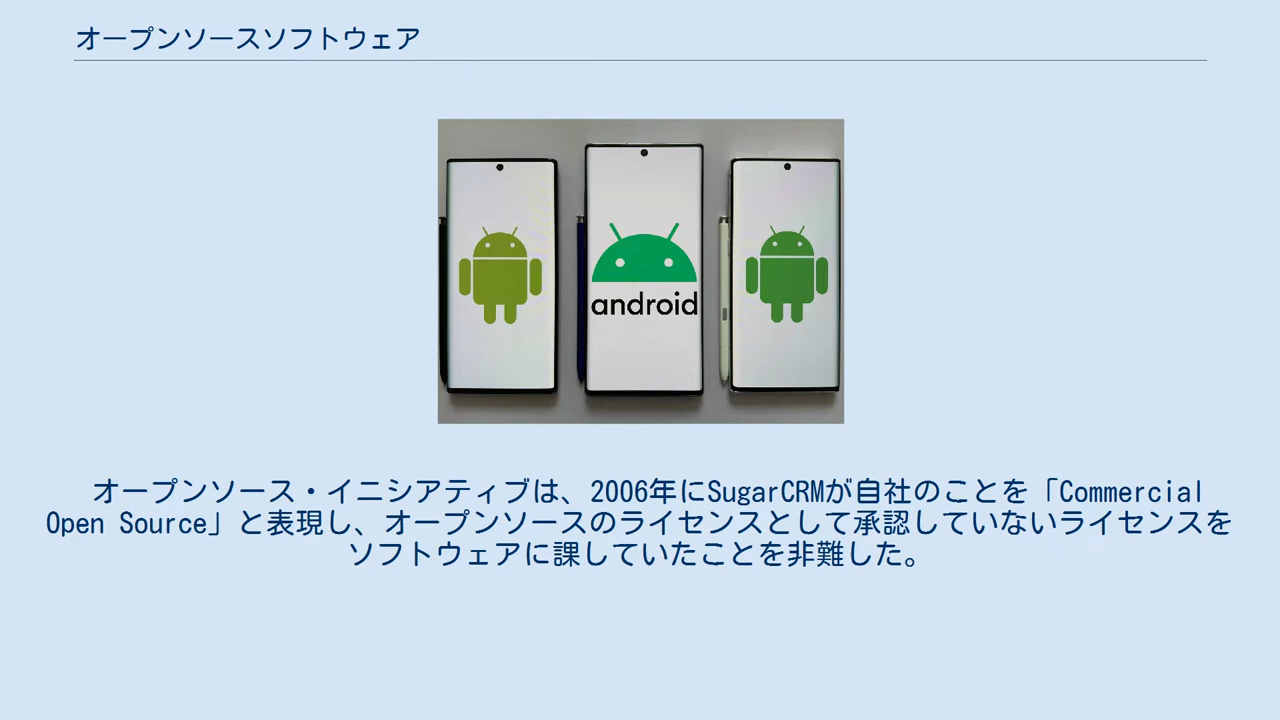 オープンソースソフトウェア
android
オープンソース・イニシアティブは、2006年にSugarCRMが自社のことを「Commercial
Open Source」と表現し、オープンソースのライセンスとして承認していないライセンスを
ソフトウェアに課していたことを非難した。